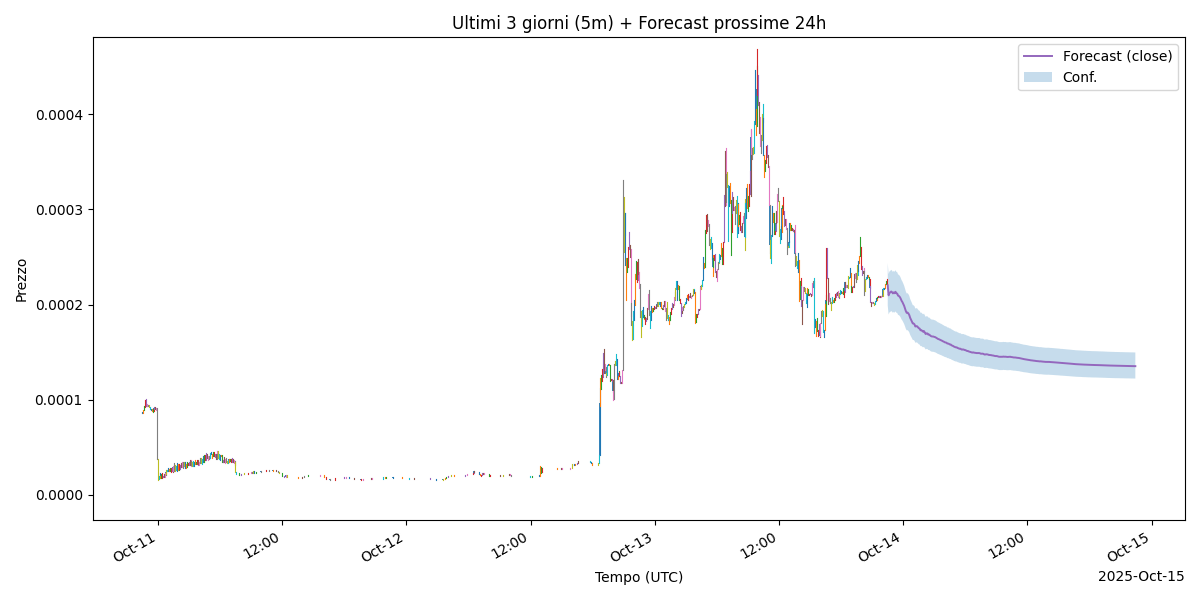 Ultimi 3 giorni (5m) + Forecast prossime 24h
Forecast (close)
Conf.
Prezzo
0.0004
0.0003
0.0002
0.0001
0.0000
Oct-11
12:00
Oct-12
12:00
Oct-13
12:00
Oct-14
12:00
Oct-15
Tempo (UTC)
2025-Oct-15